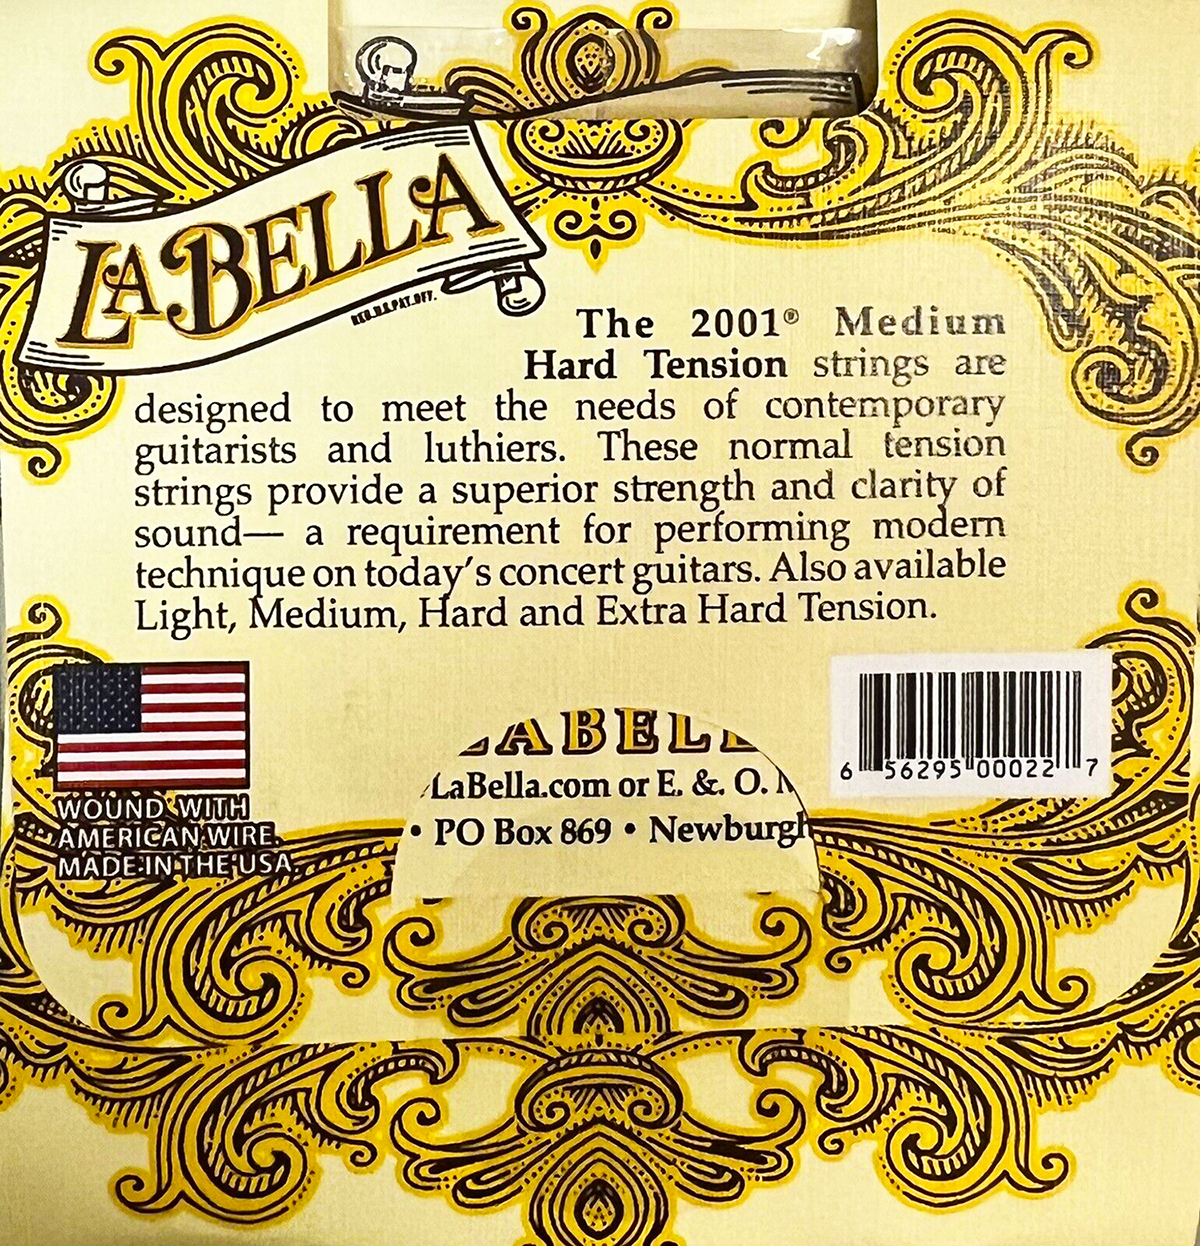 LABELLA
REG.U.S.PAT.OFF.
The 2001® Medium
Hard Tension strings are
designed to meet the needs of contemporary
guitarists and luthiers. These normal tension
strings provide a superior strength and clarity of
sound— a requirement for performing modern
technique on today's concert guitars. Also available
Light, Medium, Hard and Extra Hard Tension.
WOUND WITH
AMERICAN WIRE.
MADE IN THE USA.
ABELL
LaBella.com or E. &. O.
• PO Box 869 • Newburgh
6 56295 00022 7